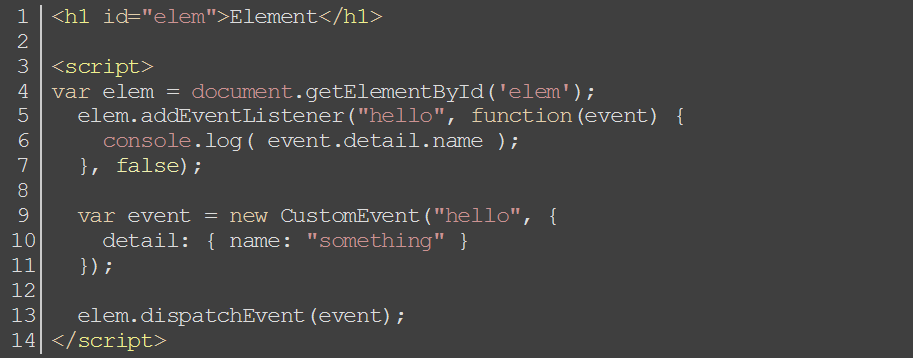 1 <h1 id="elem">Element</h1>
2
3 <script>
4 var elem = document.getElementById('elem');
5   elem.addEventListener("hello", function(event) {
6     console.log( event.detail.name );
7   }, false);
8
9   var event = new CustomEvent("hello", {
10     detail: { name: "something" }
11   });
12
13   elem.dispatchEvent(event);
14 </script>